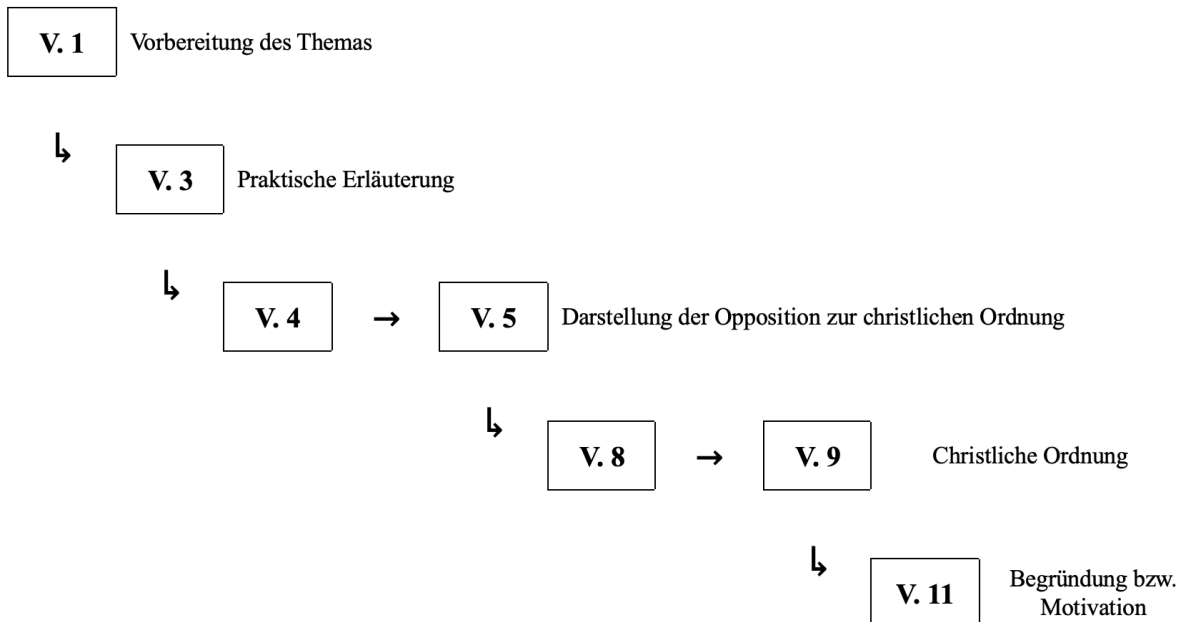 V. 1 Vorbereitung des Themas
↳
V. 3 Praktische Erläuterung
↳
V. 4 → V. 5 Darstellung der Opposition zur christlichen Ordnung
↳
V. 8 → V. 9 Christliche Ordnung
↳
V. 11 Begründung bzw.
Motivation